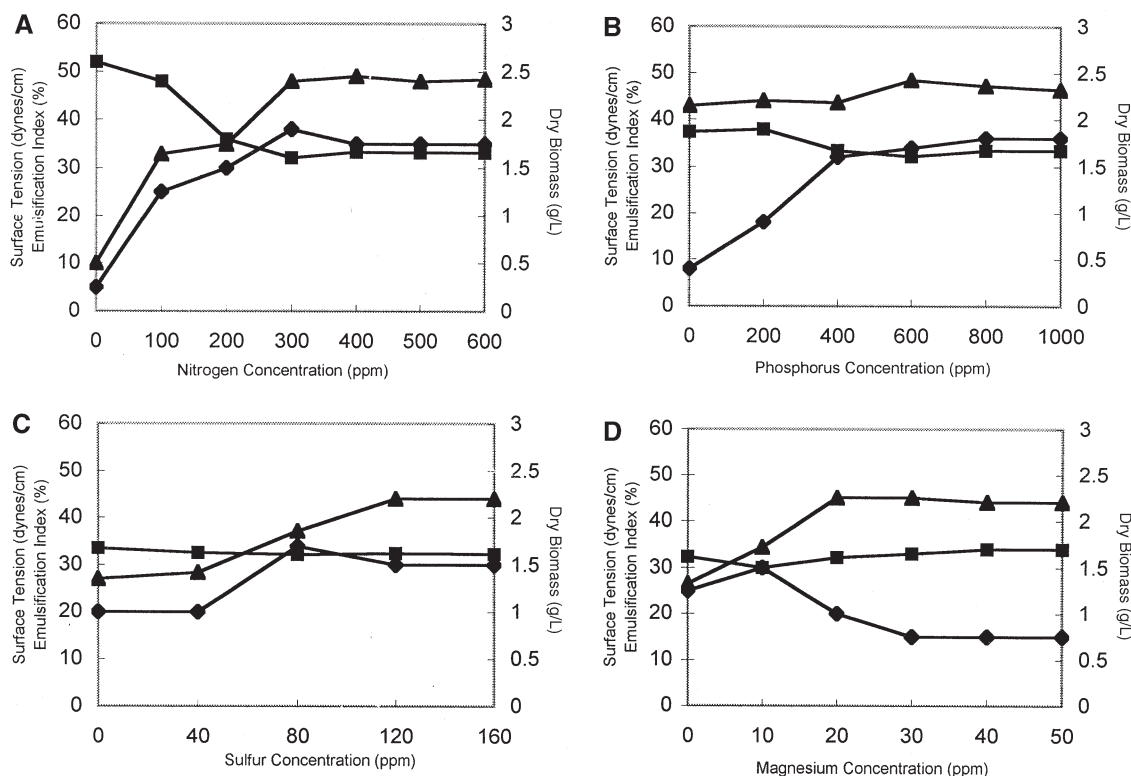 A
60
50
40
30
20
10
0
3
2.5
2
1.5
1
0.5
0
0 100 200 300 400 500 600
Surface Tension (dynes/cm)
Emulsification Index (%)
Dry Biomass (g/L)
Nitrogen Concentration (ppm)
B
60
50
40
30
20
10
0
3
2.5
2
1.5
1
0.5
0
0 200 400 600 800 1000
Surface Tension (dynes/cm)
Emulsification Index (%)
Dry Biomass (g/L)
Phosphorus Concentration (ppm)
C
60
50
40
30
20
10
0
3
2.5
2
1.5
1
0.5
0
0 40 80 120 160
Surface Tension (dynes/cm)
Emulsification Index (%)
Dry Biomass (g/L)
Sulfur Concentration (ppm)
D
60
50
40
30
20
10
0
3
2.5
2
1.5
1
0.5
0
0 10 20 30 40 50
Surface Tension (dynes/cm)
Emulsification Index (%)
Dry Biomass (g/L)
Magnesium Concentration (ppm)